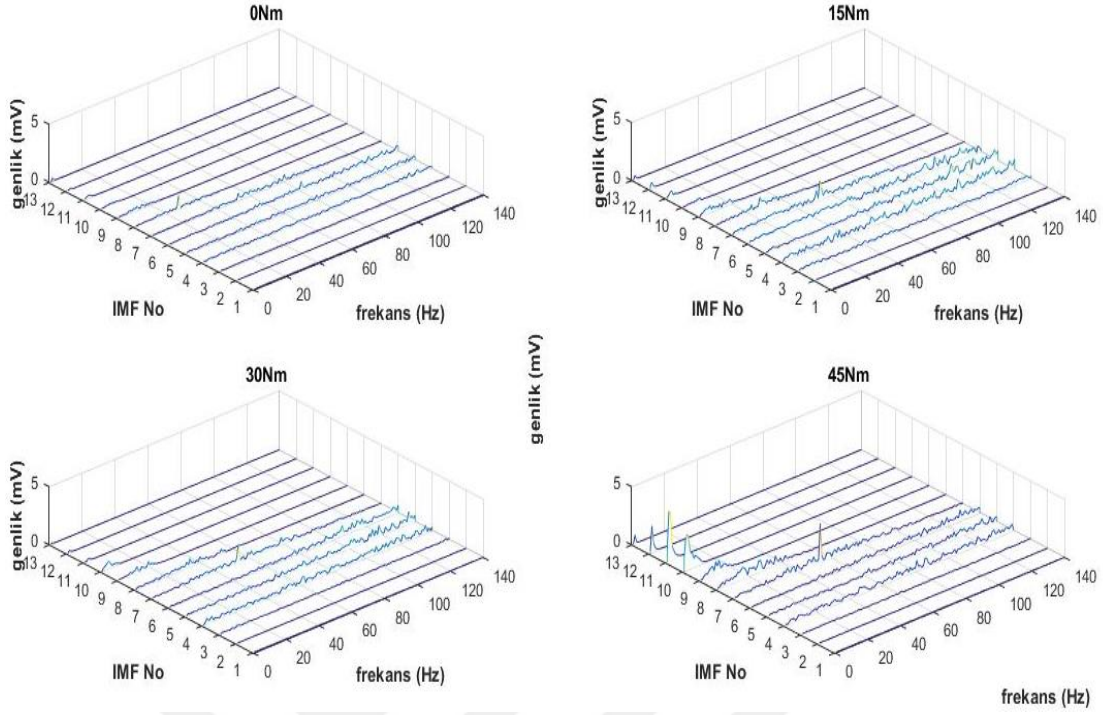 0Nm
genlik (mV)
5
0
13 12 11 10 9 8 7 6 5 4 3 2 1
0 20 40 60 80 100 120 140
IMF No
frekans (Hz)
15Nm
genlik (mV)
5
0
13 12 11 10 9 8 7 6 5 4 3 2 1
0 20 40 60 80 100 120 140
IMF No
frekans (Hz)
30Nm
genlik (mV)
5
0
13 12 11 10 9 8 7 6 5 4 3 2 1
0 20 40 60 80 100 120 140
IMF No
frekans (Hz)
genlik (mV)
45Nm
5
0
13 12 11 10 9 8 7 6 5 4 3 2 1
0 20 40 60 80 100 120 140
IMF No
frekans (Hz)